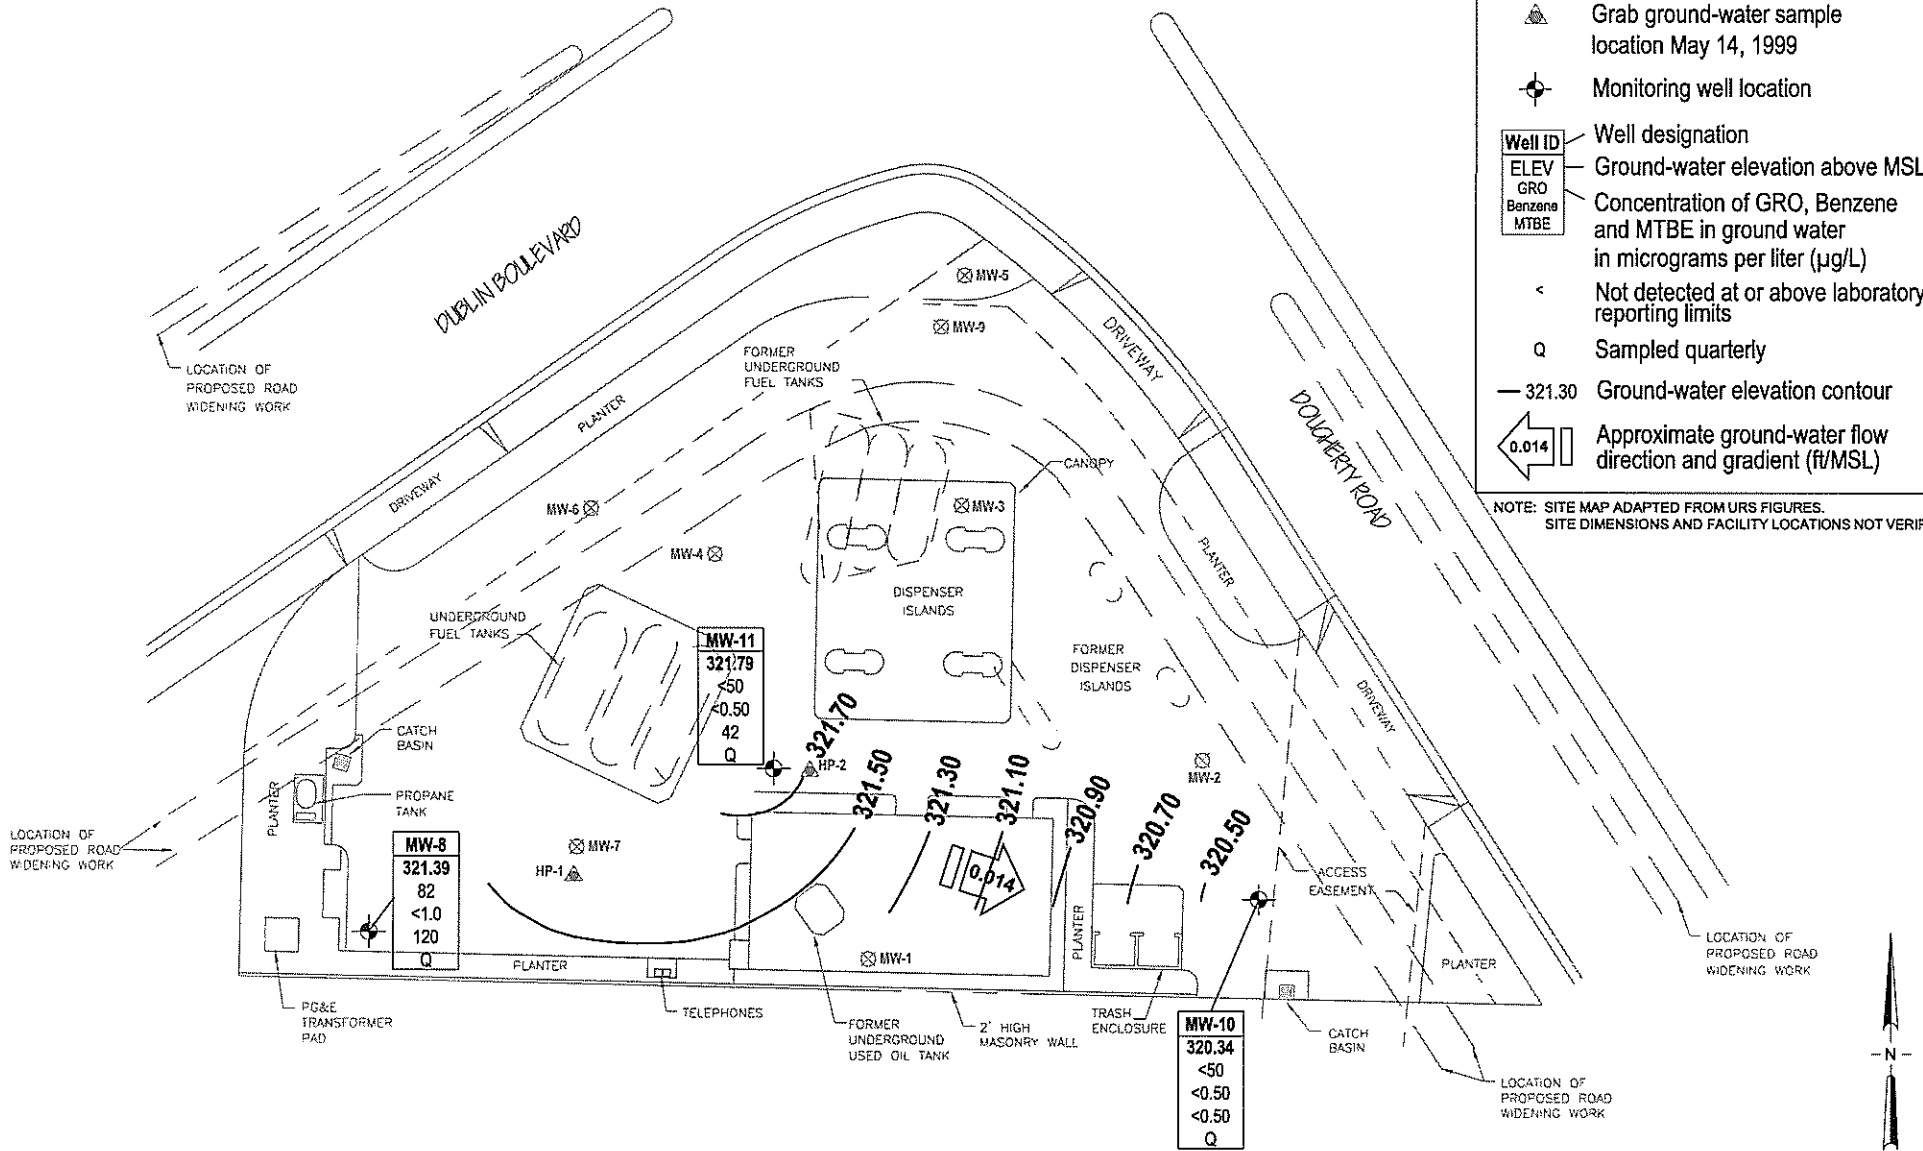 Grab ground-water sample
location May 14, 1999
Monitoring well location
Well ID
ELEV
GRO
Benzene
MTBE
Well designation
Ground-water elevation above MSL
Concentration of GRO, Benzene
and MTBE in ground water
in micrograms per liter (µg/L)
<
Not detected at or above laboratory
reporting limits
Q
Sampled quarterly
321.30
Ground-water elevation contour
0.014
Approximate ground-water flow
direction and gradient (ft/MSL)
NOTE: SITE MAP ADAPTED FROM URS FIGURES.
SITE DIMENSIONS AND FACILITY LOCATIONS NOT
DUBLIN BOULEVARD
MW-5
MW-9
DRIVEWAY
LOCATION OF
PROPOSED ROAD
WIDENING WORK
FORMER
UNDERGROUND
FUEL TANKS
PLANTER
DOUGHERTY ROAD
CANOPY
DRIVEWAY
MW-6
MW-3
MW-4
PLANTER
DISPENSER
ISLANDS
UNDERGROUND
FUEL TANKS
MW-11
321.79
<50
<0.50
42
Q
FORMER
DISPENSER
ISLANDS
DRIVEWAY
CATCH
BASIN
321.70
321.50
321.30
321.10
320.90
320.70
320.50
HP-2
MW-2
PLANTER
PROPANE
TANK
LOCATION OF
PROPOSED ROAD
WIDENING WORK
MW-8
321.39
82
<1.0
120
Q
MW-7
HP-1
0.014
ACCESS
EASEMENT
PLANTER
MW-1
PLANTER
PLANTER
LOCATION OF
PROPOSED ROAD
WIDENING WORK
PG&E
TRANSFORMER
PAD
TELEPHONES
FORMER
UNDERGROUND
USED OIL TANK
2' HIGH
MASONRY WALL
TRASH
ENCLOSURE
MW-10
320.34
<50
<0.50
<0.50
Q
CATCH
BASIN
LOCATION OF
PROPOSED ROAD
WIDENING WORK
N